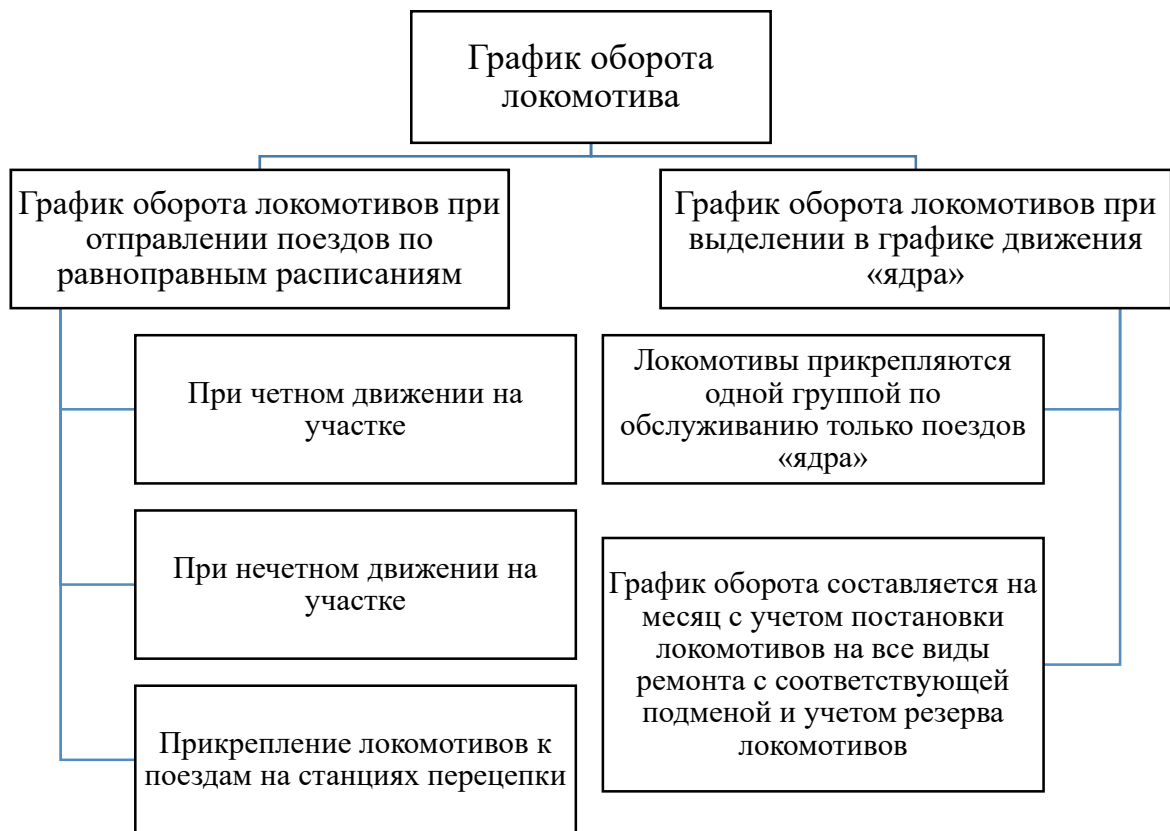 График оборота
локомотива
График оборота локомотивов при
отправлении поездов по
равноправным расписаниям
График оборота локомотивов при
выделении в графике движения
«ядра»
При четном движении на
участке
При нечетном движении на
участке
Прикрепление локомотивов к
поездам на станциях перецепки
Локомотивы прикрепляются
одной группой по
обслуживанию только поездов
«ядра»
График оборота составляется на
месяц с учетом постановки
локомотивов на все виды
ремонта с соответствующей
подменой и учетом резерва
локомотивов